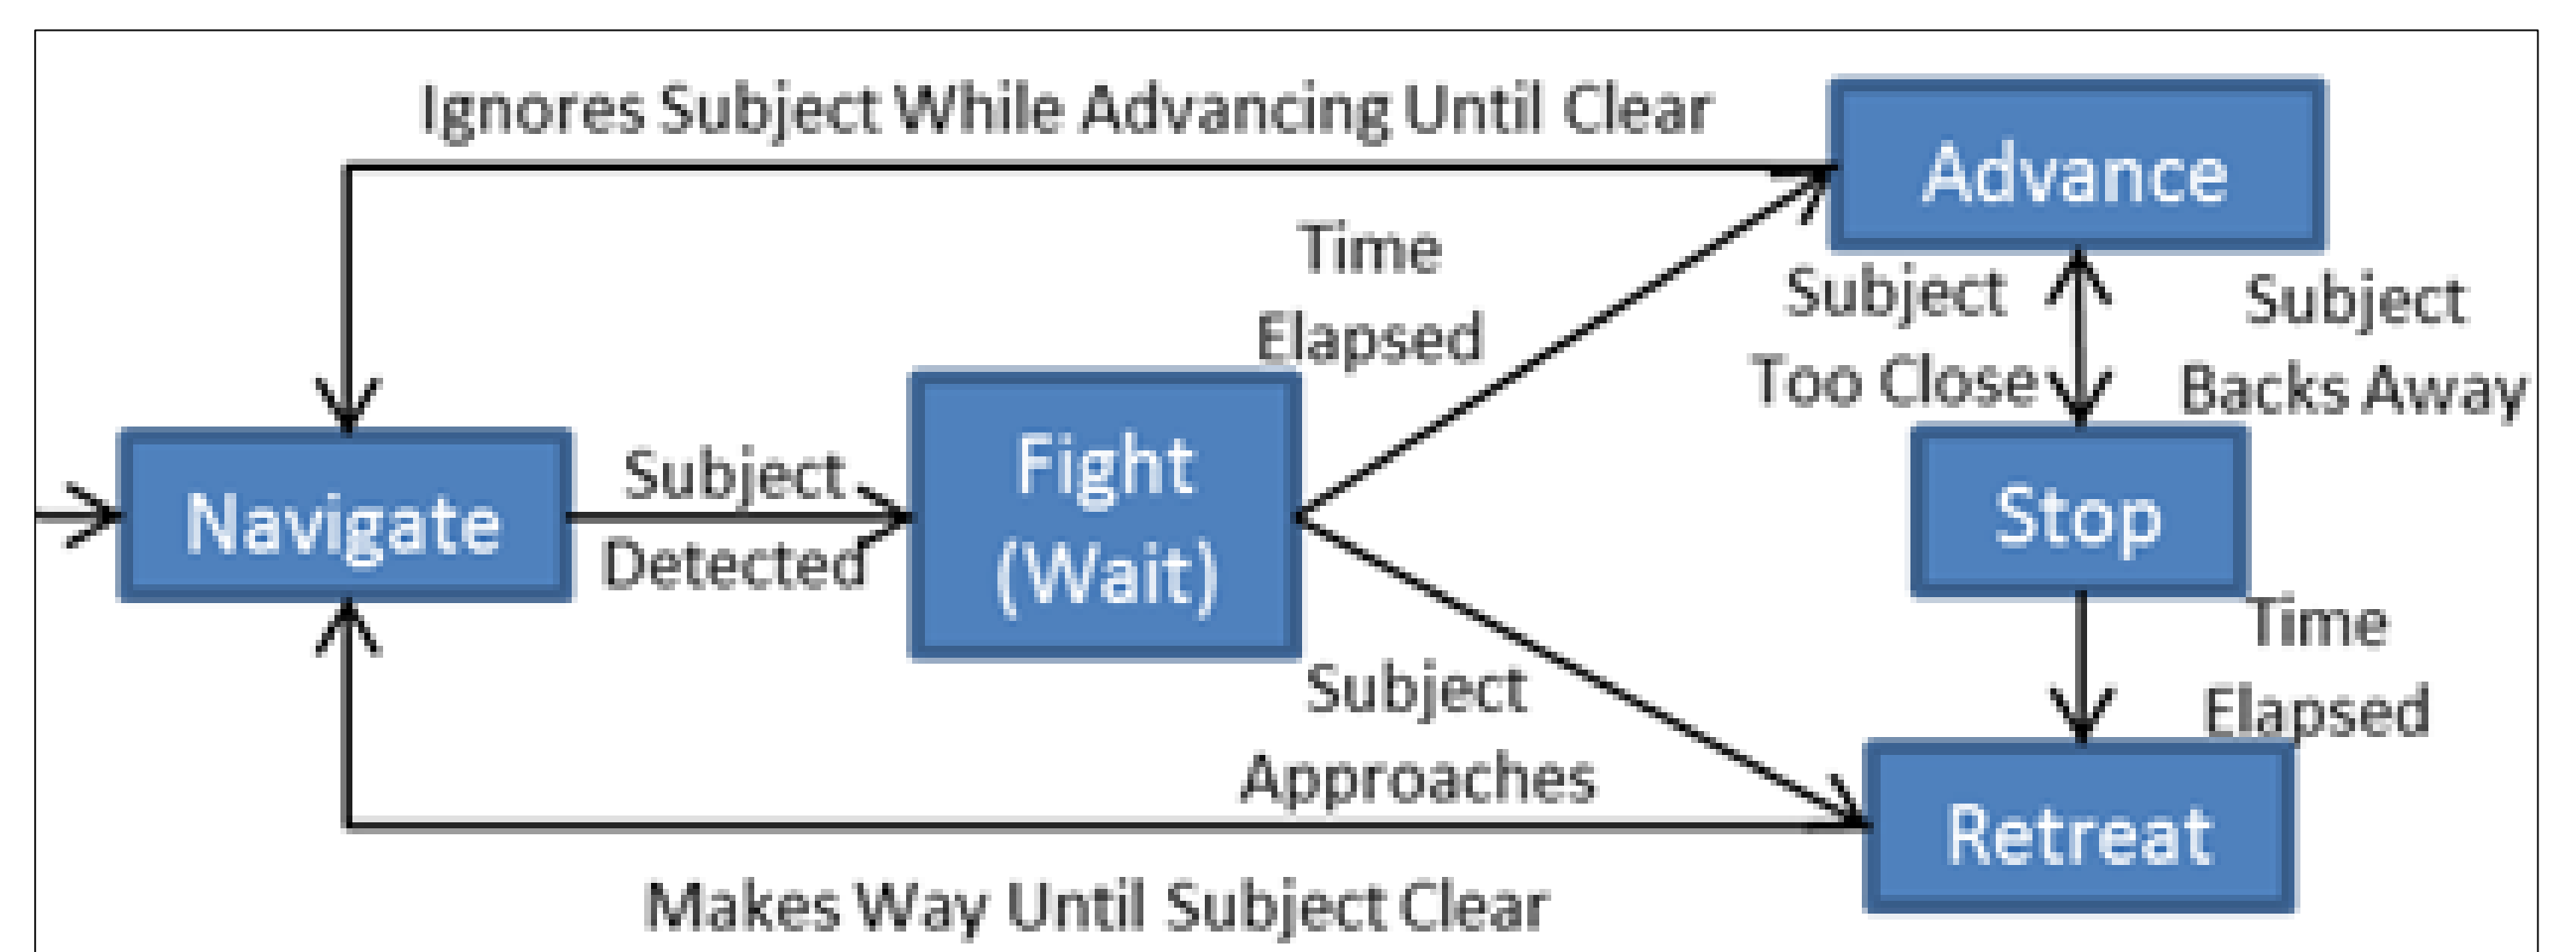 Ignores Subject While Advancing Until Clear
Advance
Time
Elapsed
Subject
Too Close
Subject
Backs Away
Navigate
Subject
Detected
Fight
(Wait)
Stop
Time
Elapsed
Subject
Approaches
Retreat
Makes Way Until Subject Clear